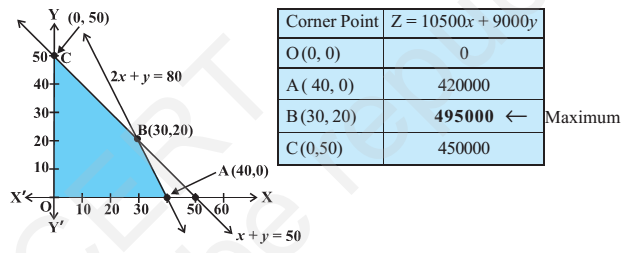 Y
(0, 50)
50
C
2x + y = 80
40
30
B(30,20)
20
10
A (40,0)
X′
O
10 20 30 50 60
X
Y′
x + y = 50
Corner Point Z = 10500x + 9000y
O (0, 0) 0
A ( 40, 0) 420000
B (30, 20) 495000 ← Maximum
C (0,50) 450000